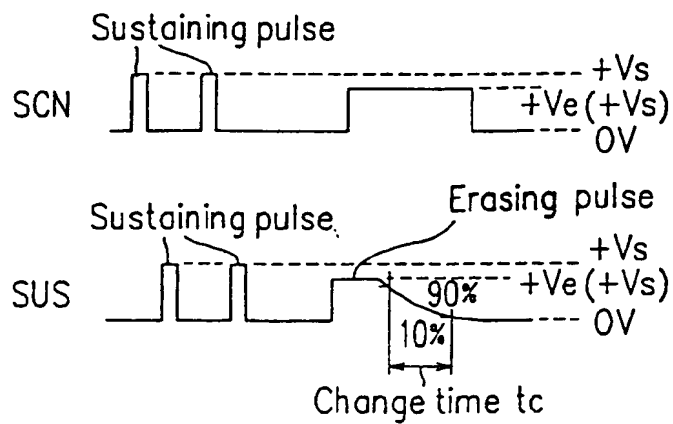 Sustaining pulse
+Vs
SCN
+Ve (+Vs)
0V
Sustaining pulse
Erasing pulse
+Vs
SUS
90%
+Ve (+Vs)
10%
0V
Change time tc